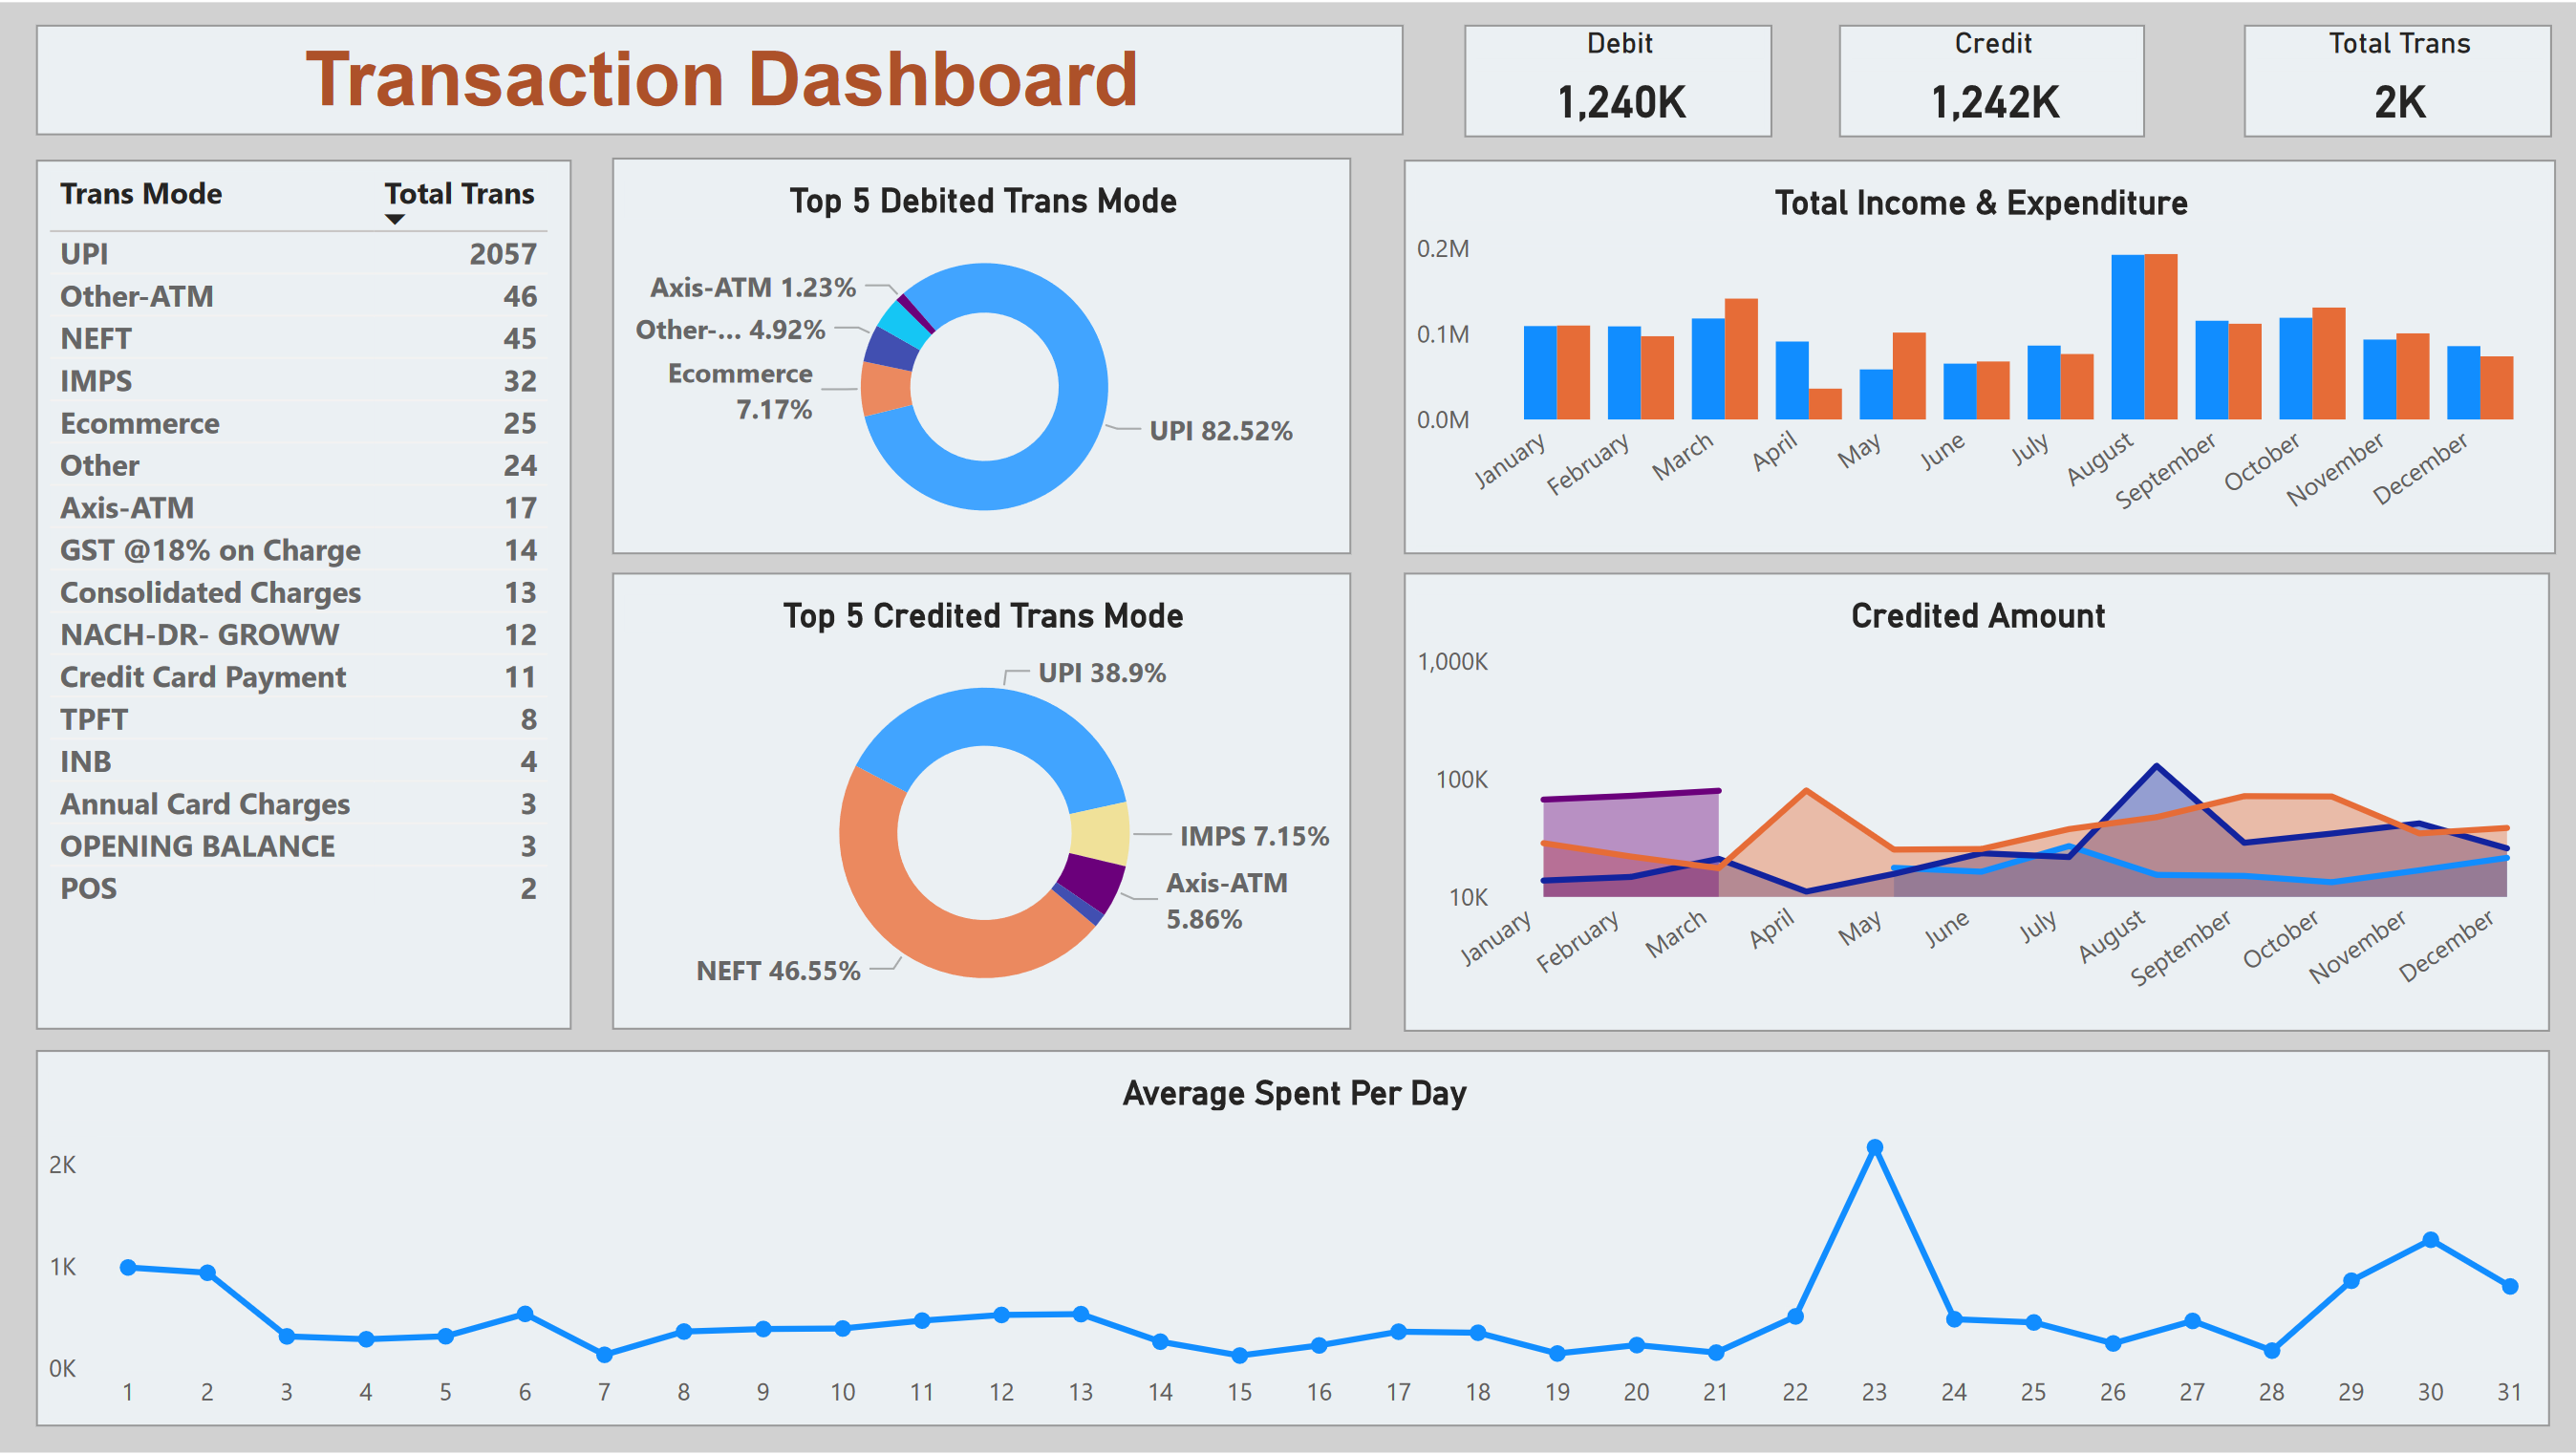 Transaction Dashboard
Debit
1,240K
Credit
1,242K
Total Trans
2K
Trans Mode Total Trans
UPI 2057
Other-ATM 46
NEFT 45
IMPS 32
Ecommerce 25
Other 24
Axis-ATM 17
GST @18% on Charge 14
Consolidated Charges 13
NACH-DR- GROWW 12
Credit Card Payment 11
TPFT 8
INB 4
Annual Card Charges 3
OPENING BALANCE 3
POS 2
Top 5 Debited Trans Mode
Axis-ATM 1.23%
Other-... 4.92%
Ecommerce
7.17%
UPI 82.52%
Total Income & Expenditure
0.2M
0.1M
0.0M
January February March April May June July August September October November December
Top 5 Credited Trans Mode
UPI 38.9%
IMPS 7.15%
Axis-ATM
5.86%
NEFT 46.55%
Credited Amount
1,000K
100K
10K
January February March April May June July August September October November December
Average Spent Per Day
2K
1K
0K
1 2 3 4 5 6 7 8 9 10 11 12 13 14 15 16 17 18 19 20 21 22 23 24 25 26 27 28 29 30 31